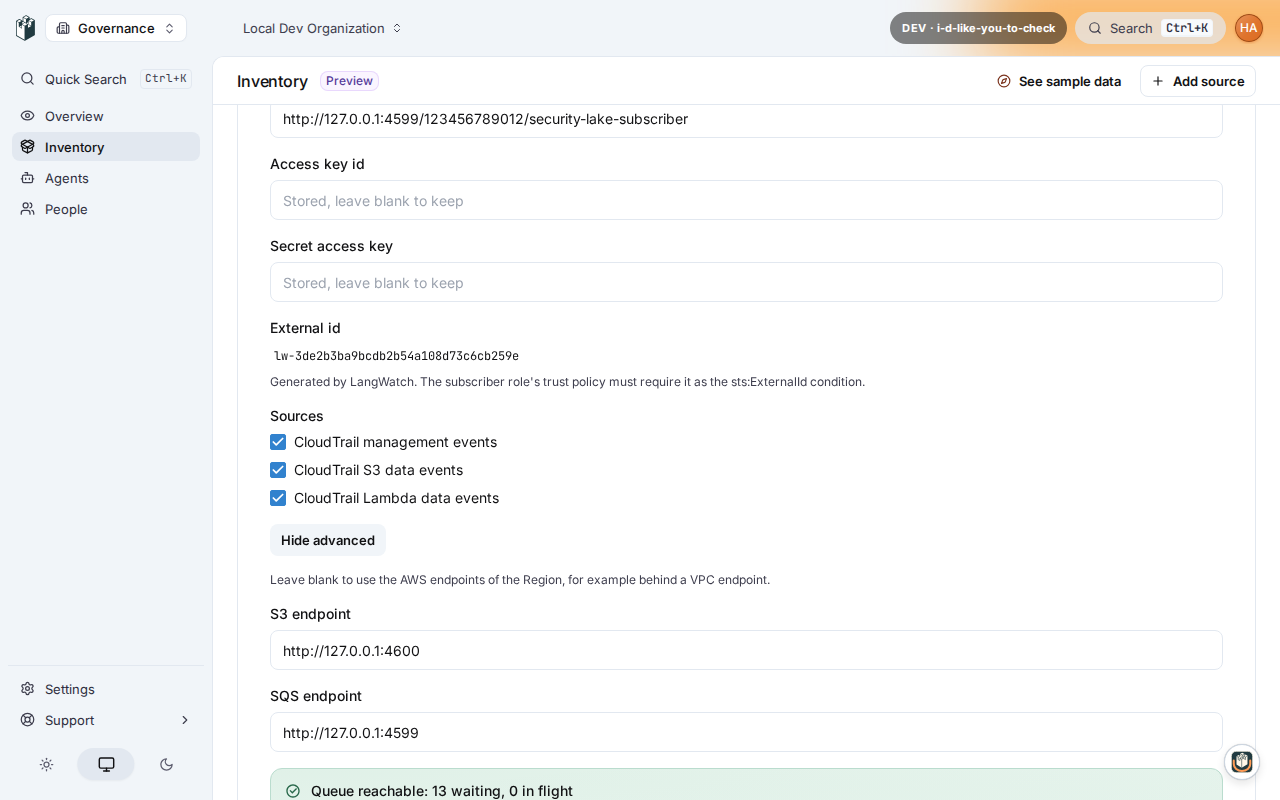 Governance
Local Dev Organization
DEV · i-d-like-you-to-check
Search Ctrl+K
HA
Quick Search Ctrl+K
Overview
Inventory
Agents
People
Settings
Support
Inventory Preview
See sample data
Add source
http://127.0.0.1:4599/123456789012/security-lake-subscriber
Access key id
Stored, leave blank to keep
Secret access key
Stored, leave blank to keep
External id
lw-3de2b3ba9bcdb2b54a108d73c6cb259e
Generated by LangWatch. The subscriber role's trust policy must require it as the sts:ExternalId condition.
Sources
CloudTrail management events
CloudTrail S3 data events
CloudTrail Lambda data events
Hide advanced
Leave blank to use the AWS endpoints of the Region, for example behind a VPC endpoint.
S3 endpoint
http://127.0.0.1:4600
SQS endpoint
http://127.0.0.1:4599
Queue reachable: 13 waiting, 0 in flight